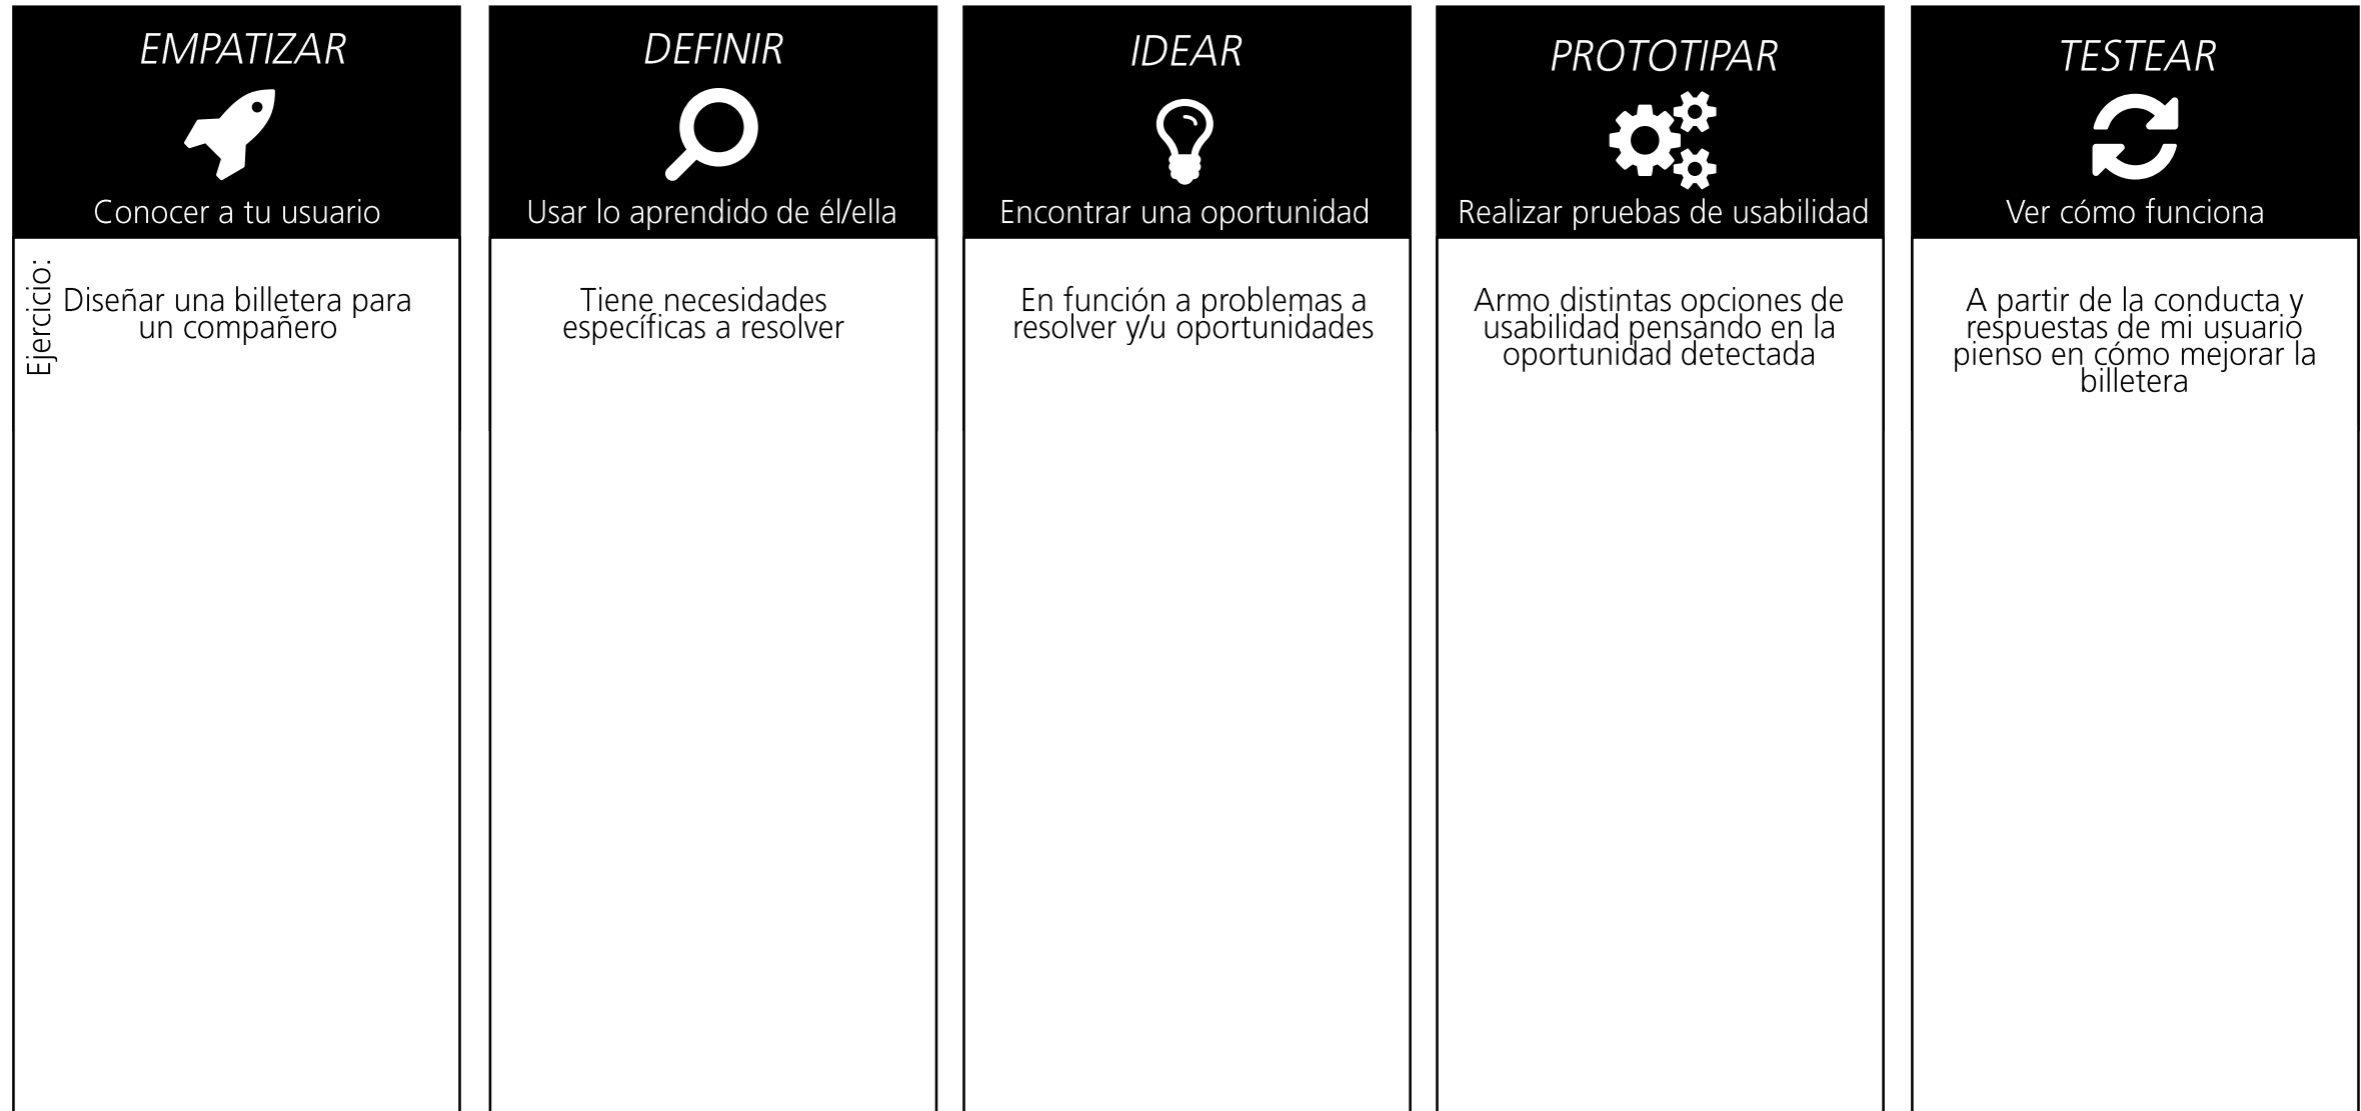 EMPATIZAR
Conocer a tu usuario
Ejercicio:
Diseñar una billetera para
un compañero
DEFINIR
Usar lo aprendido de él/ella
Tiene necesidades
específicas a resolver
IDEAR
Encontrar una oportunidad
En función a problemas a
resolver y/u oportunidades
PROTOTIPAR
Realizar pruebas de usabilidad
Armo distintas opciones de
usabilidad pensando en la
oportunidad detectada
TESTEAR
Ver cómo funciona
A partir de la conducta y
respuestas de mi usuario
pienso en cómo mejorar la
billetera